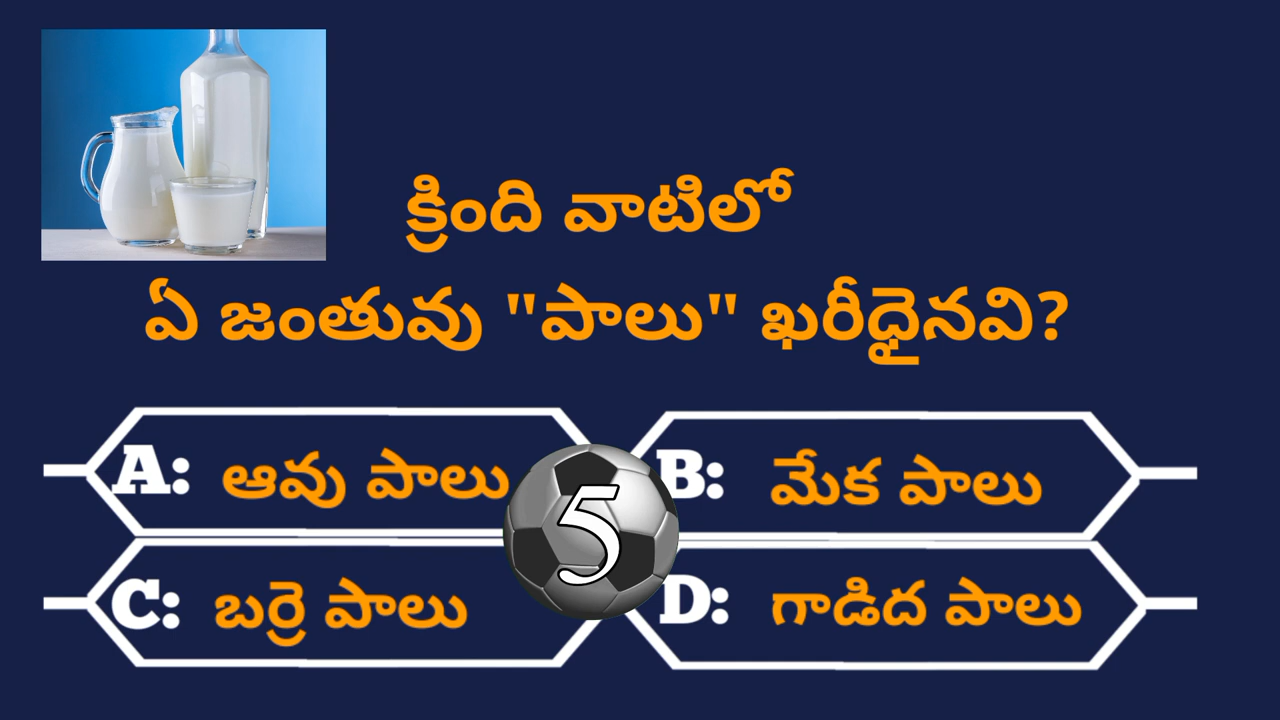 క్రింది వాటిలో
ఏ జంతువు "పాలు" ఖరీధైనవి?
A: ఆవు పాలు
B: మేక పాలు
5
C: బర్రె పాలు
D: గాడిద పాలు